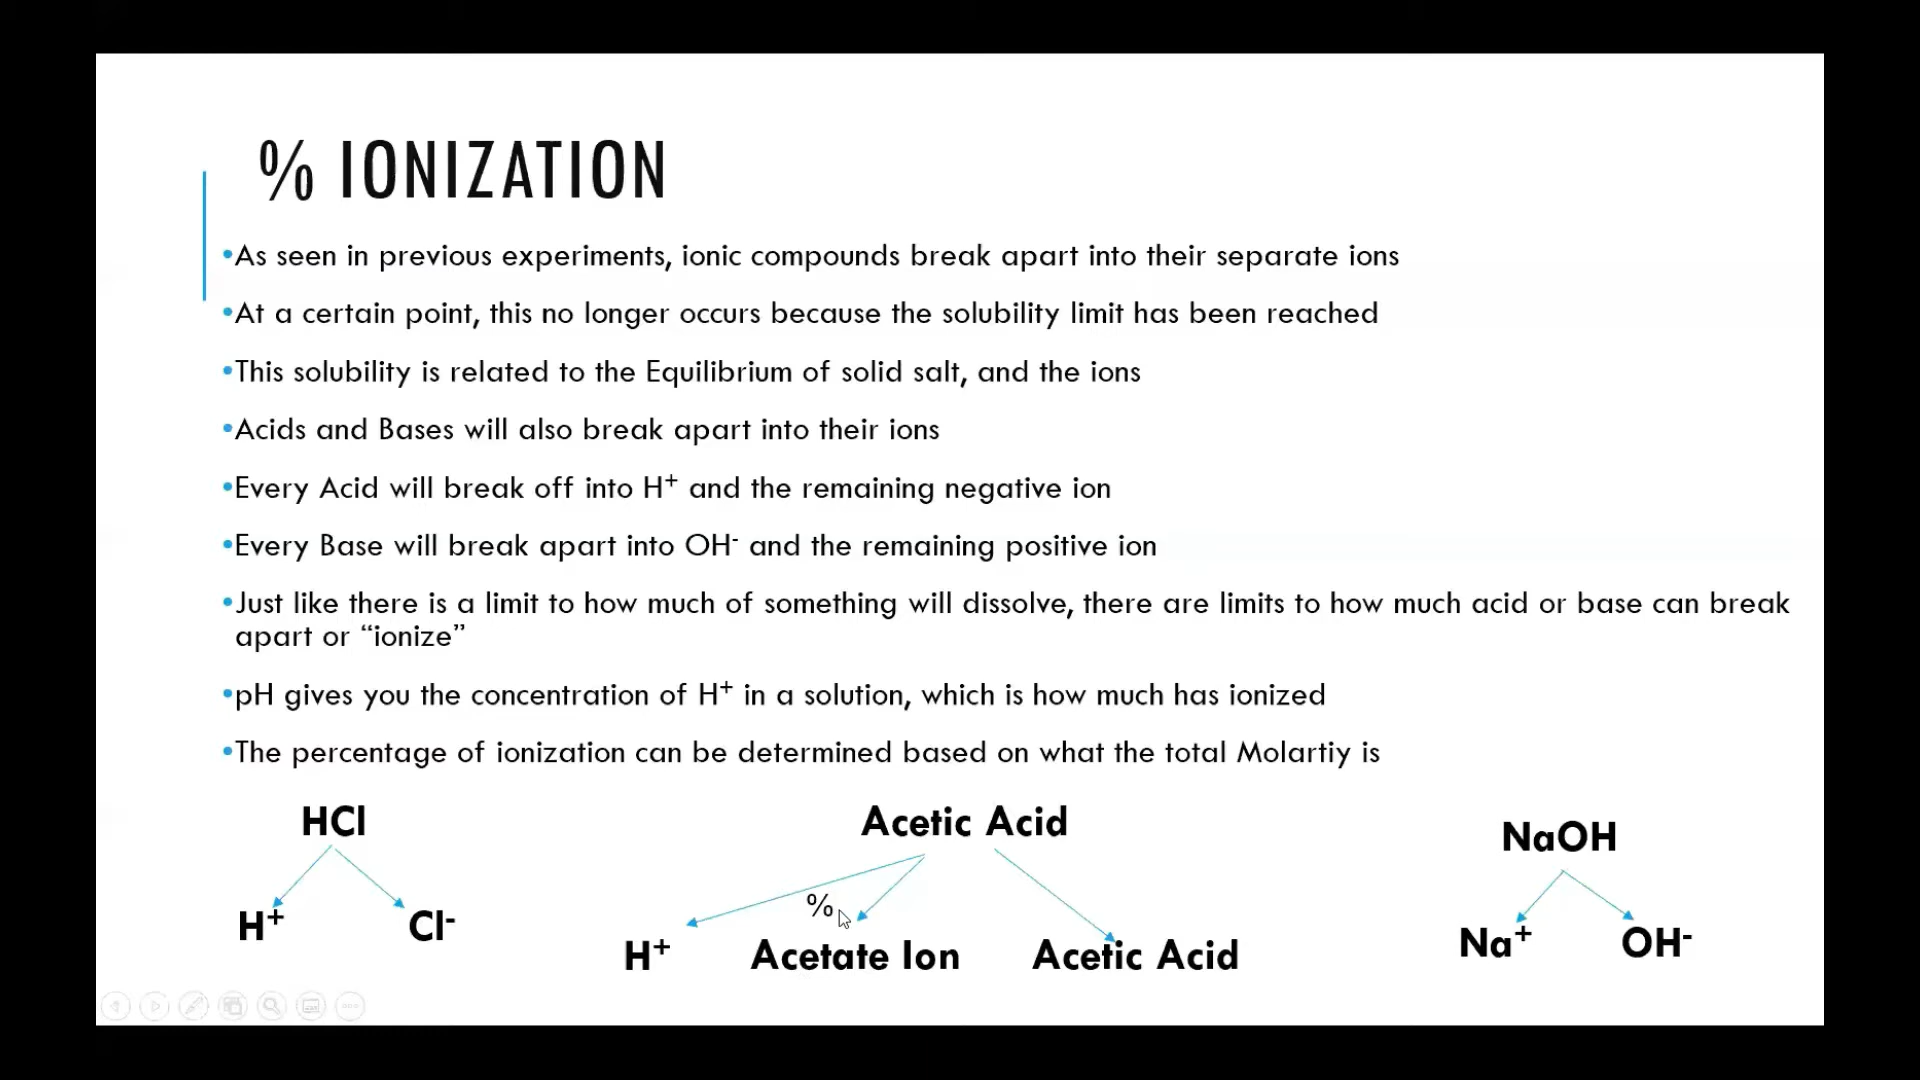 % IONIZATION
•As seen in previous experiments, ionic compounds break apart into their separate ions
•At a certain point, this no longer occurs because the solubility limit has been reached
•This solubility is related to the Equilibrium of solid salt, and the ions
•Acids and Bases will also break apart into their ions
•Every Acid will break off into H⁺ and the remaining negative ion
•Every Base will break apart into OH⁻ and the remaining positive ion
•Just like there is a limit to how much of something will dissolve, there are limits to how much acid or base can break
apart or “ionize”
•pH gives you the concentration of H⁺ in a solution, which is how much has ionized
•The percentage of ionization can be determined based on what the total Molartiy is
HCl
H⁺ Cl⁻
Acetic Acid
%
H⁺ Acetate Ion Acetic Acid
NaOH
Na⁺ OH⁻